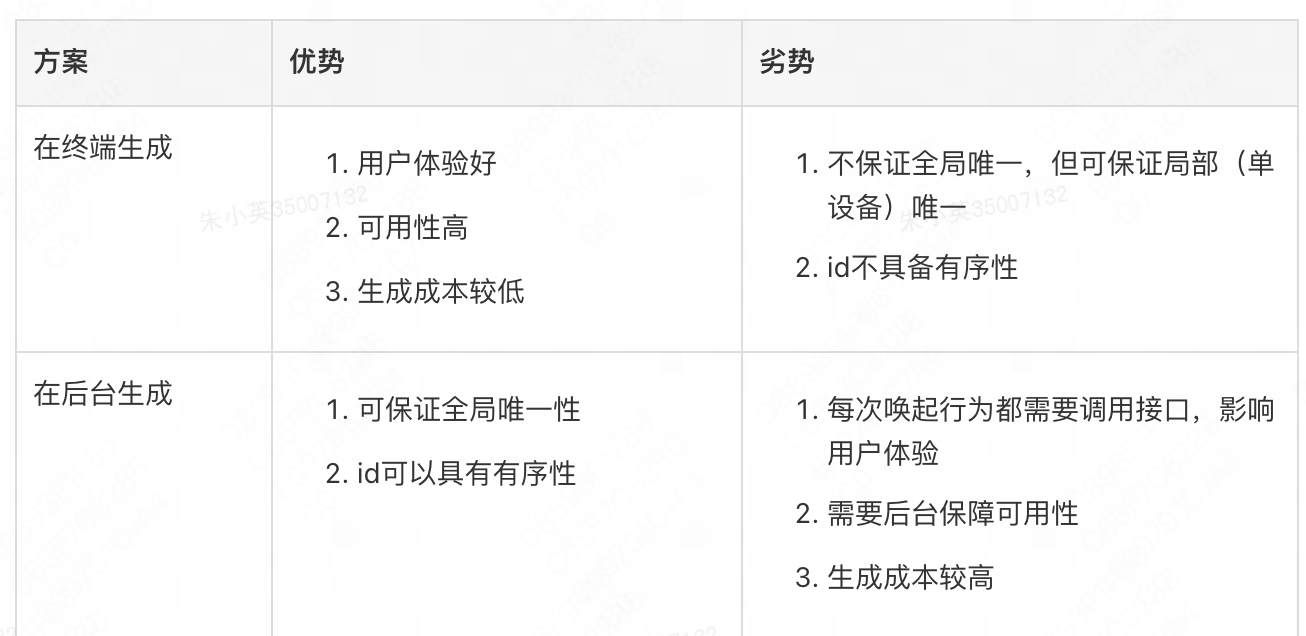 方案 优势 劣势
在终端生成
1. 用户体验好
2. 可用性高
3. 生成成本较低
1. 不保证全局唯一，但可保证局部（单
设备）唯一
2. id不具备有序性
朱小英35007132
朱小英35007132
在后台生成
1. 可保证全局唯一性
2. id可以具有有序性
1. 每次唤起行为都需要调用接口，影响
用户体验
2. 需要后台保障可用性
3. 生成成本较高